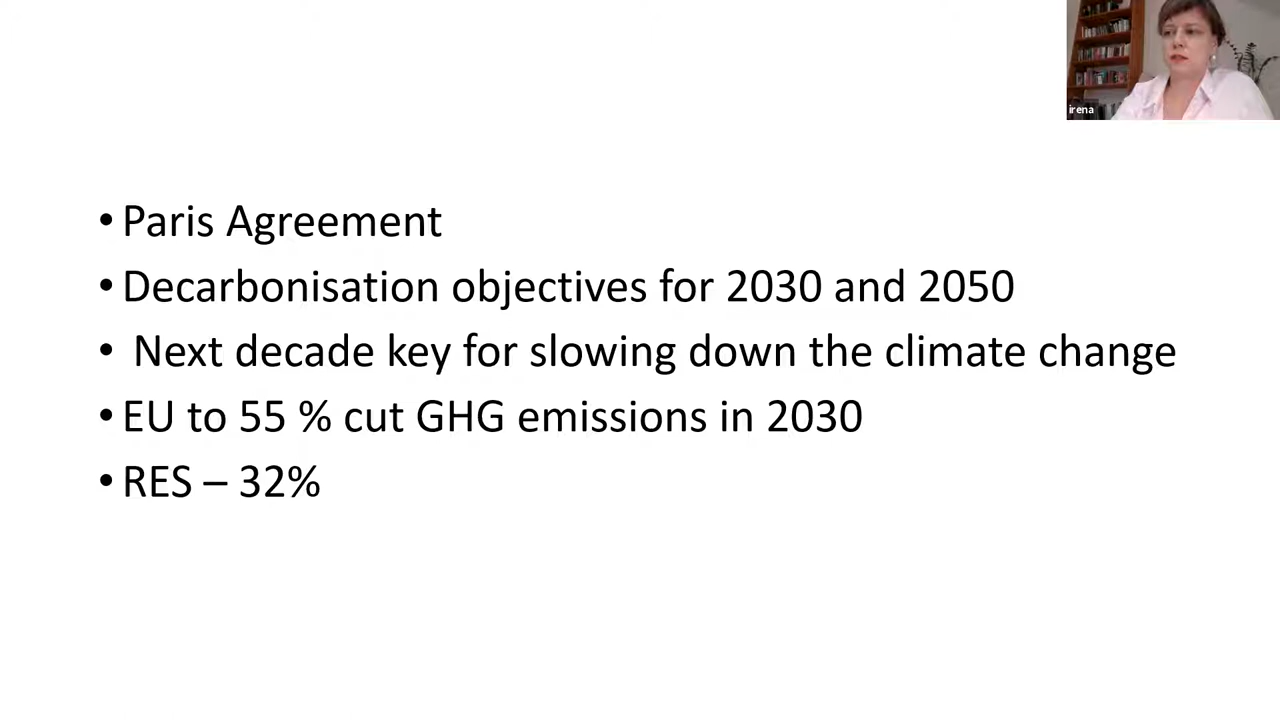 irena
• Paris Agreement
• Decarbonisation objectives for 2030 and 2050
• Next decade key for slowing down the climate change
• EU to 55 % cut GHG emissions in 2030
• RES – 32%